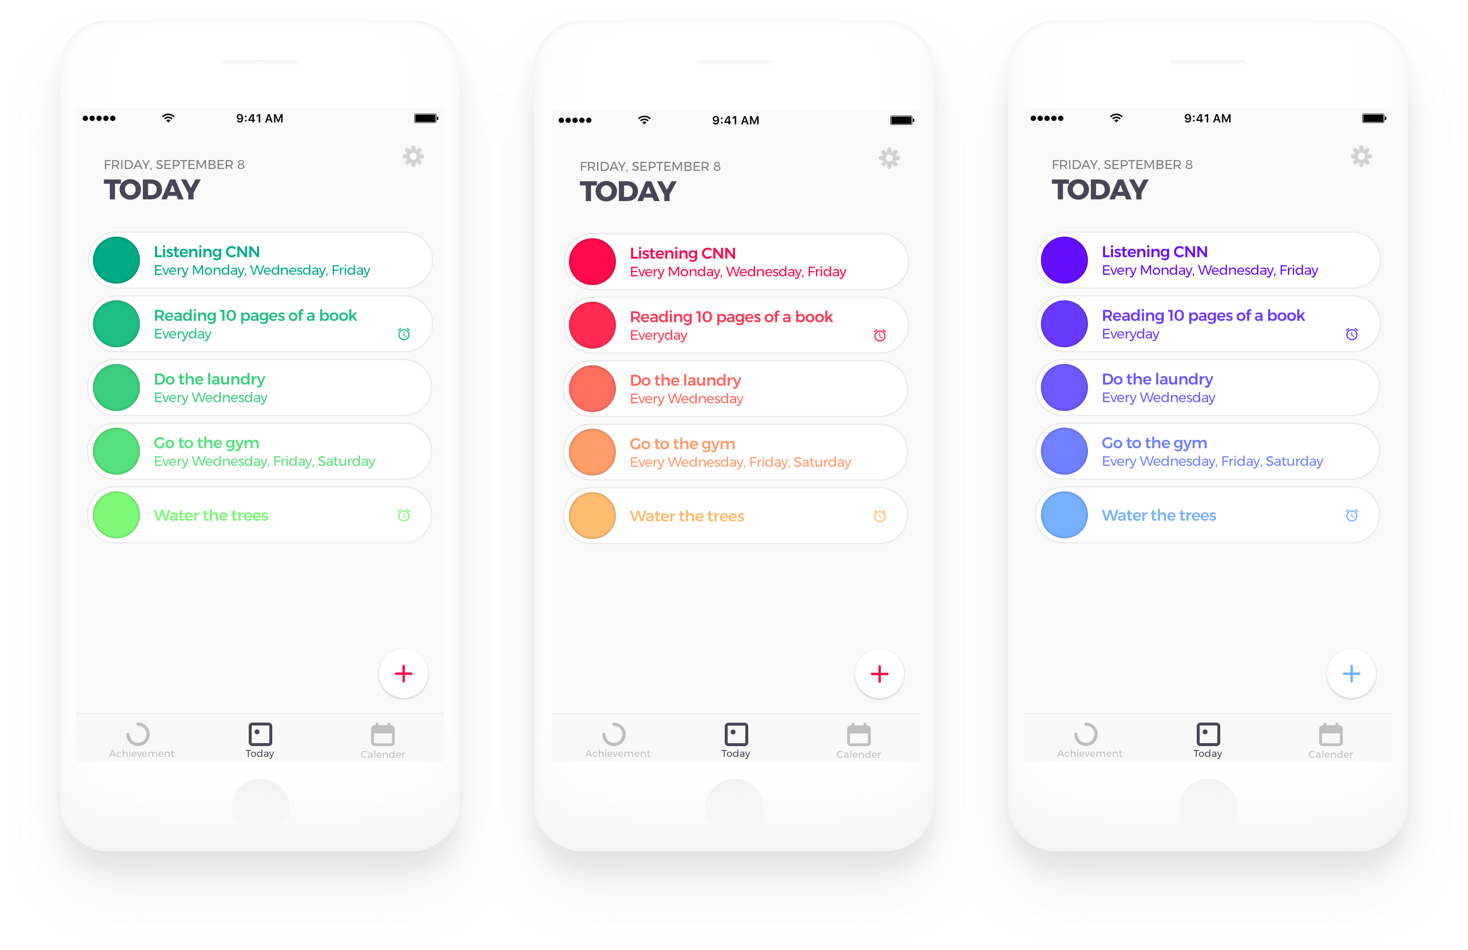 9:41 AM
FRIDAY, SEPTEMBER 8
TODAY
Listening CNN
Every Monday, Wednesday, Friday
Reading 10 pages of a book
Everyday
Do the laundry
Every Wednesday
Go to the gym
Every Wednesday, Friday, Saturday
Water the trees
Achievement
Today
Calender
9:41 AM
FRIDAY, SEPTEMBER 8
TODAY
Listening CNN
Every Monday, Wednesday, Friday
Reading 10 pages of a book
Everyday
Do the laundry
Every Wednesday
Go to the gym
Every Wednesday, Friday, Saturday
Water the trees
Achievement
Today
Calender
9:41 AM
FRIDAY, SEPTEMBER 8
TODAY
Listening CNN
Every Monday, Wednesday, Friday
Reading 10 pages of a book
Everyday
Do the laundry
Every Wednesday
Go to the gym
Every Wednesday, Friday, Saturday
Water the trees
Achievement
Today
Calender